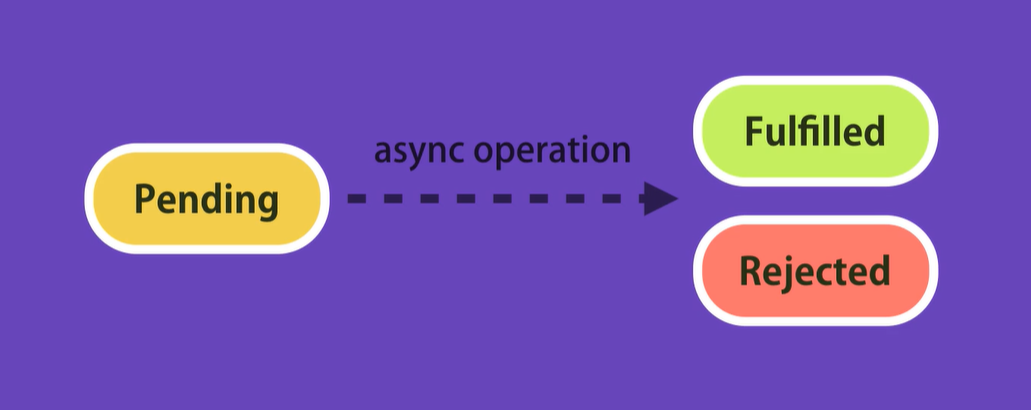 Pending
async operation
Fulfilled
Rejected